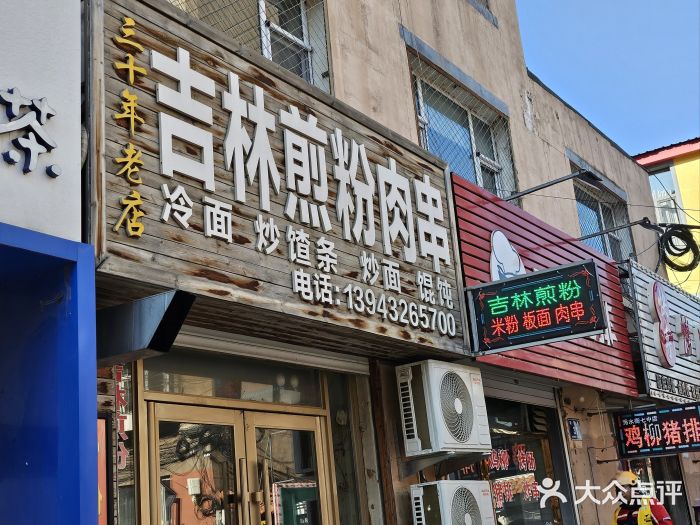 茶
三十年老店
吉林煎粉肉串
冷面 炒馇条 炒面 馄饨
电话:13943265700
吉林煎粉
米粉 板面 肉串
鸡柳猪排
大众点评